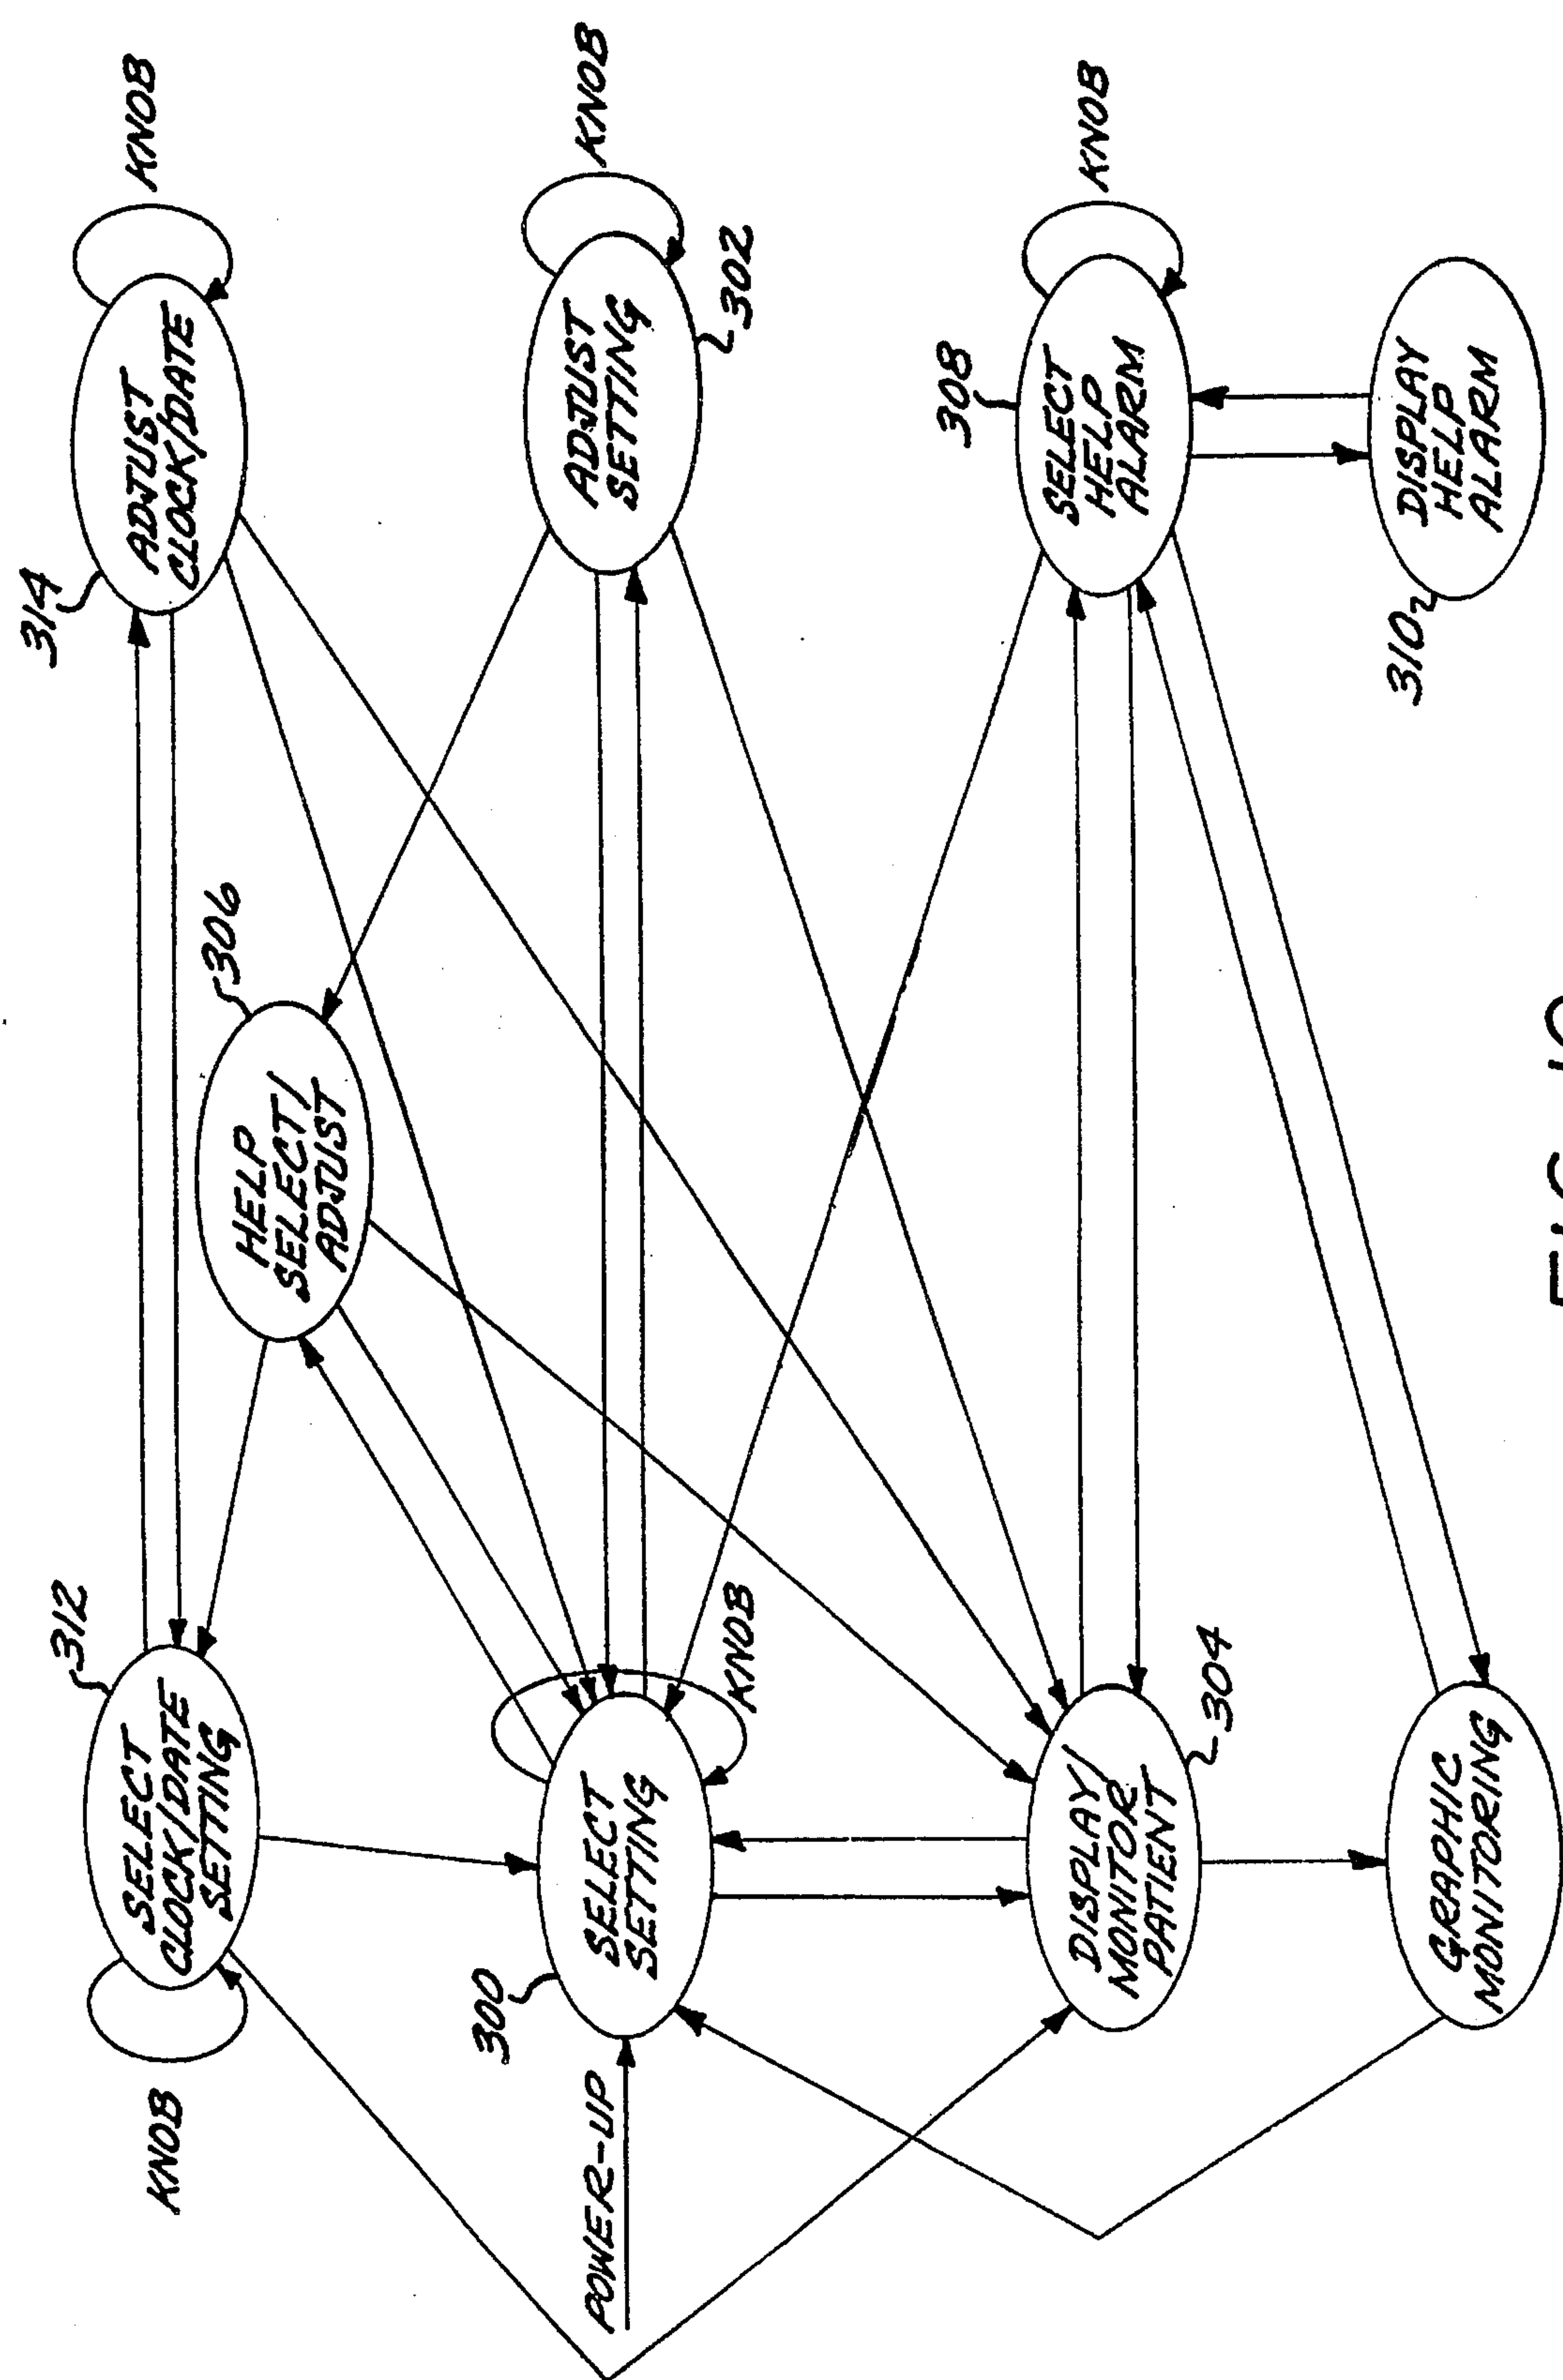 314
312
KNOB
SELECT
CLOCK/DATE
SETTING
ADJUST
CLOCK/DATE
KNOB
306
HELP
SELECT/
ADJUST
300
POWER-UP
SELECT
SETTING
KNOB
ADJUST
SETTING
KNOB
302
308
DISPLAY/
MONITOR
PATIENT
304
SELECT
HELP
ALARM
KNOB
GRAPHIC
MONITORING
310
DISPLAY
HELP
ALARM